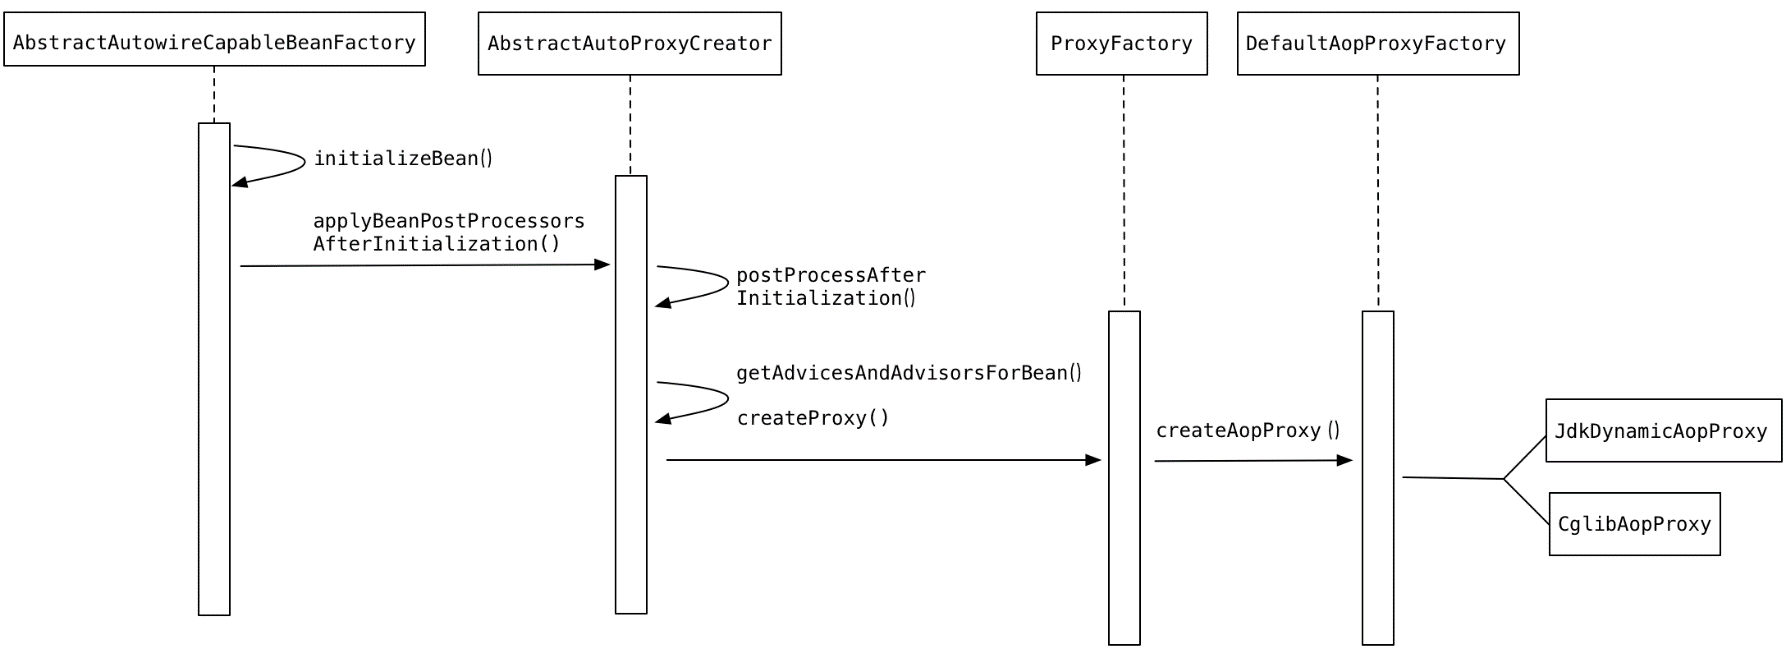 AbstractAutowireCapableBeanFactory
AbstractAutoProxyCreator
ProxyFactory
DefaultAopProxyFactory
initializeBean()
applyBeanPostProcessors
AfterInitialization()
postProcessAfter
Initialization()
getAdvicesAndAdvisorsForBean()
createProxy()
createAopProxy ()
JdkDynamicAopProxy
CglibAopProxy